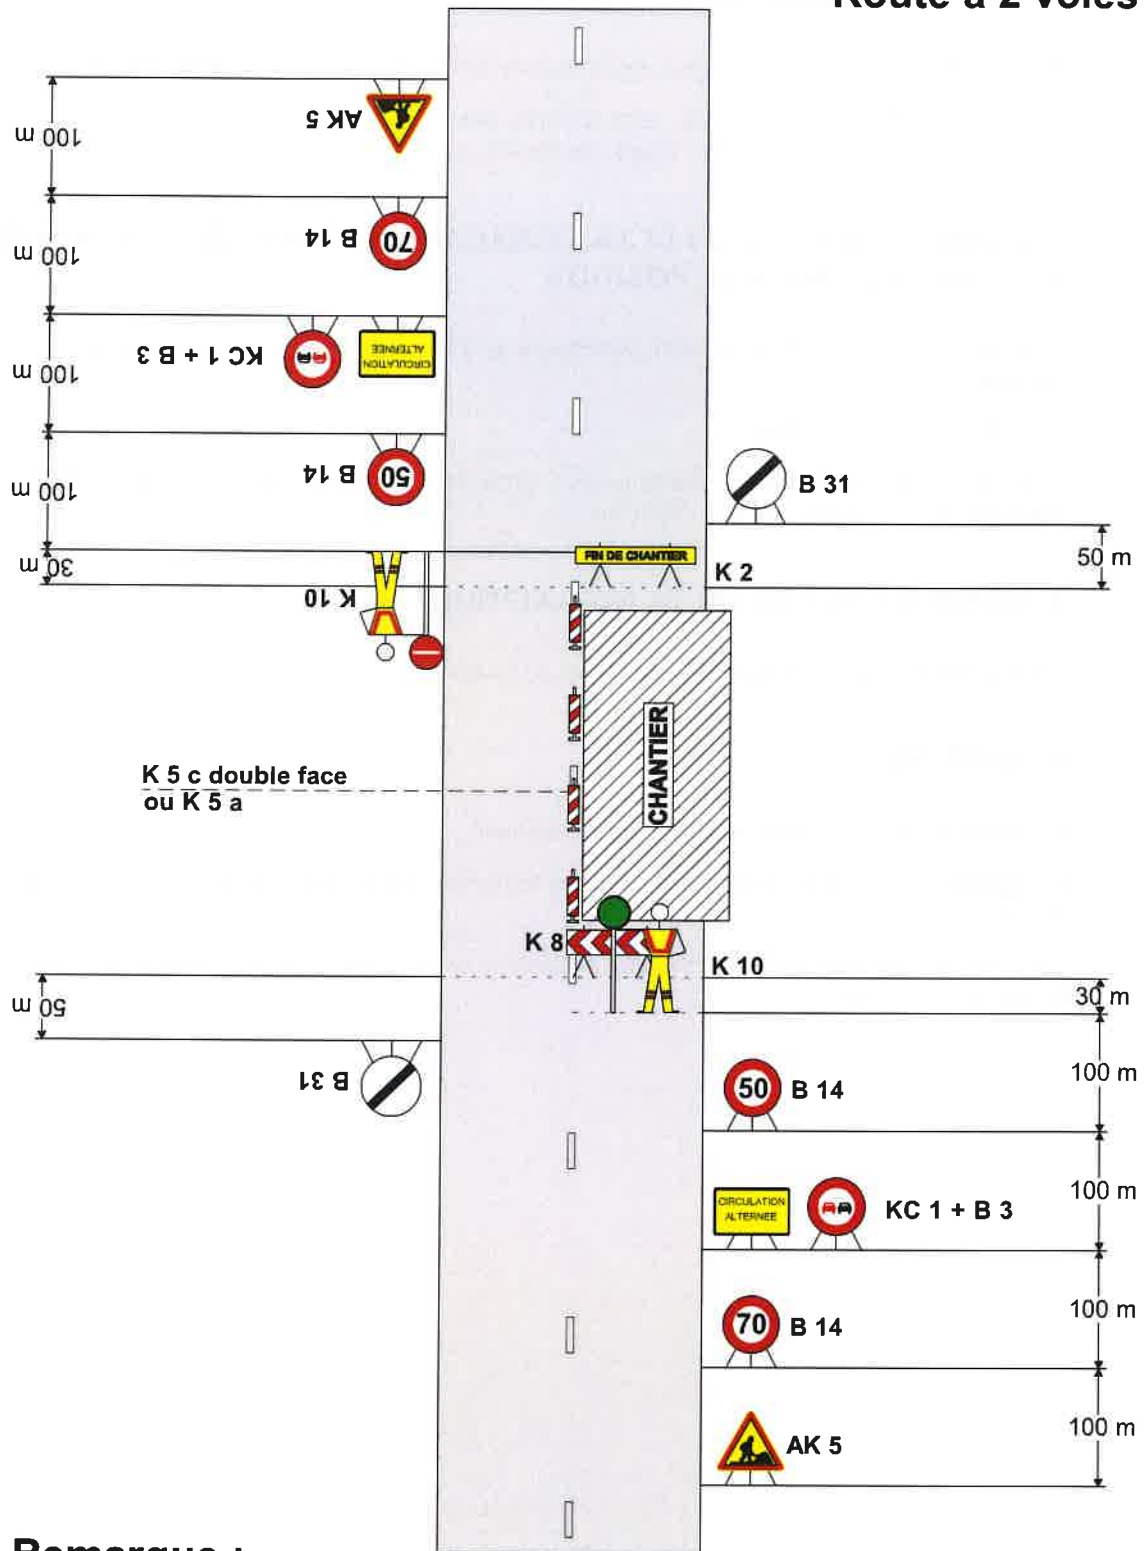 Route à 2 voies
100 m
AK 5
100 m
B 14
70
100 m
KC 1 + B 3
CIRCULATION
ALTERNEE
100 m
B 14
50
B 31
50 m
30 m
K 10
FIN DE CHANTIER
K 2
CHANTIER
K 5 c double face
ou K 5 a
K 8
K 10
30 m
50 m
B 31
50
B 14
100 m
CIRCULATION
ALTERNEE
KC 1 + B 3
100 m
70
B 14
100 m
AK 5
100 m
Remarque :